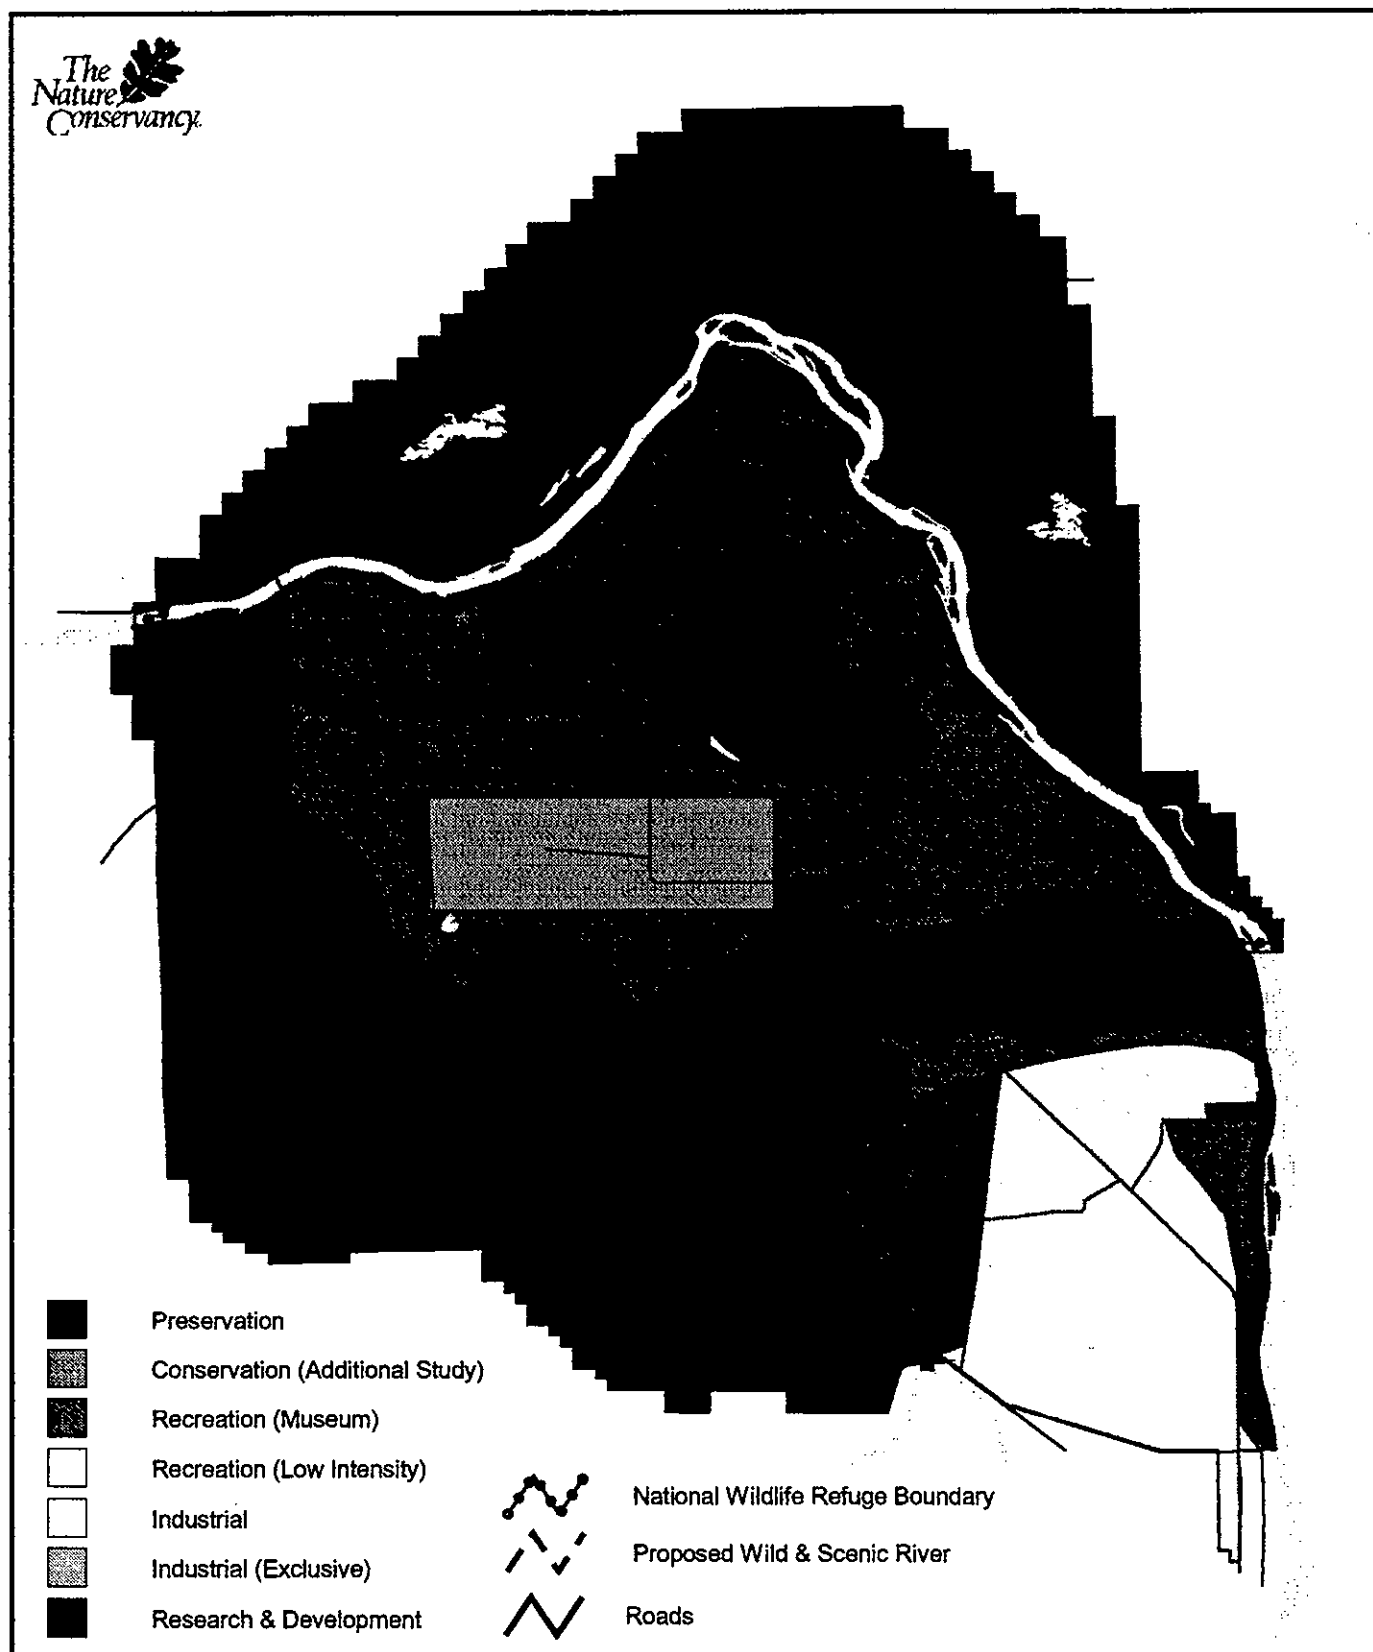 The
Nature
Conservancy.
Preservation
Conservation (Additional Study)
Recreation (Museum)
Recreation (Low Intensity)
Industrial
Industrial (Exclusive)
Research & Development
National Wildlife Refuge Boundary
Proposed Wild & Scenic River
Roads